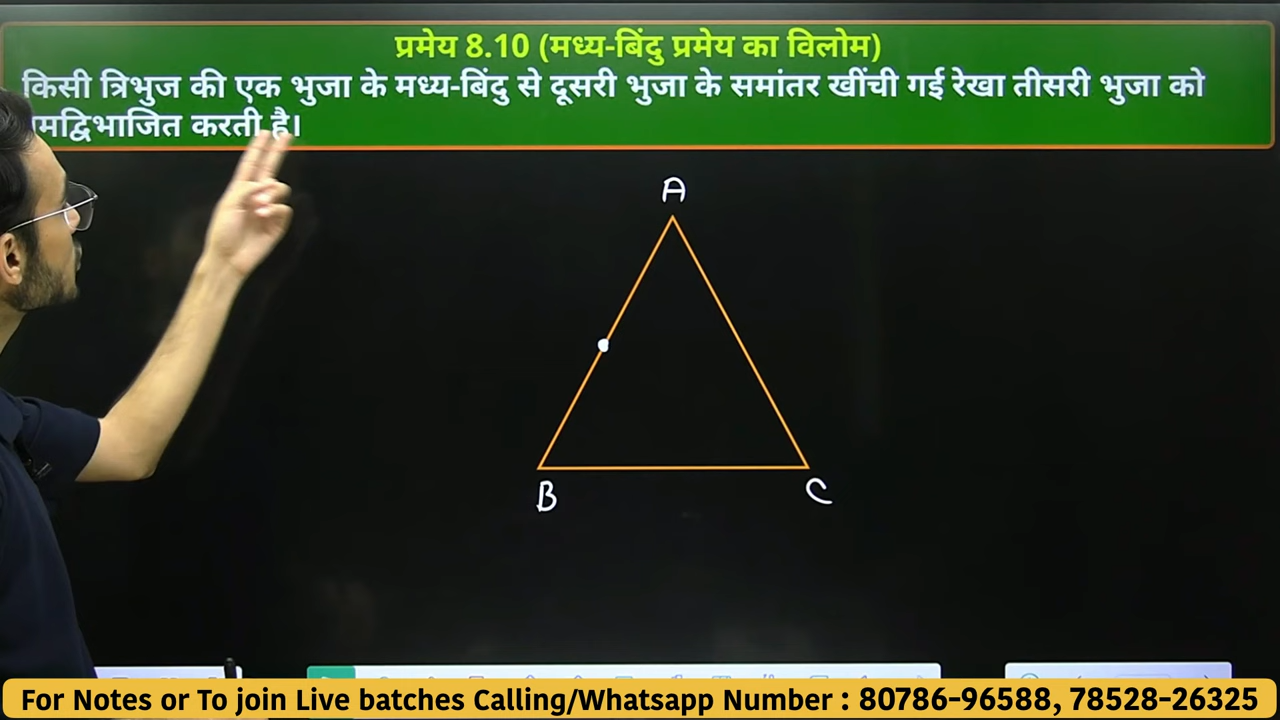 प्रमेय 8.10 (मध्य-बिंदु प्रमेय का विलोम)
किसी त्रिभुज की एक भुजा के मध्य-बिंदु से दूसरी भुजा के समांतर खींची गई रेखा तीसरी भुजा को
मद्विभाजित करती है।
A
B
C
For Notes or To join Live batches Calling/Whatsapp Number : 80786-96588, 78528-26325